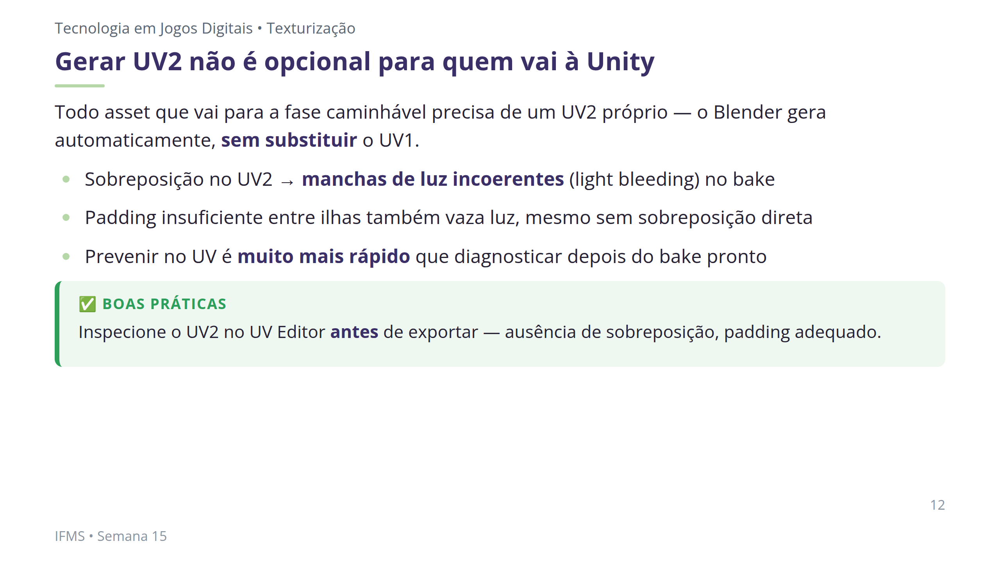 Tecnologia em Jogos Digitais • Texturização
Gerar UV2 não é opcional para quem vai à Unity
Todo asset que vai para a fase caminhável precisa de um UV2 próprio — o Blender gera
automaticamente, sem substituir o UV1.
• Sobreposição no UV2 → manchas de luz incoerentes (light bleeding) no bake
• Padding insuficiente entre ilhas também vaza luz, mesmo sem sobreposição direta
• Prevenir no UV é muito mais rápido que diagnosticar depois do bake pronto
✅ BOAS PRÁTICAS
Inspecione o UV2 no UV Editor antes de exportar — ausência de sobreposição, padding adequado.
12
IFMS • Semana 15